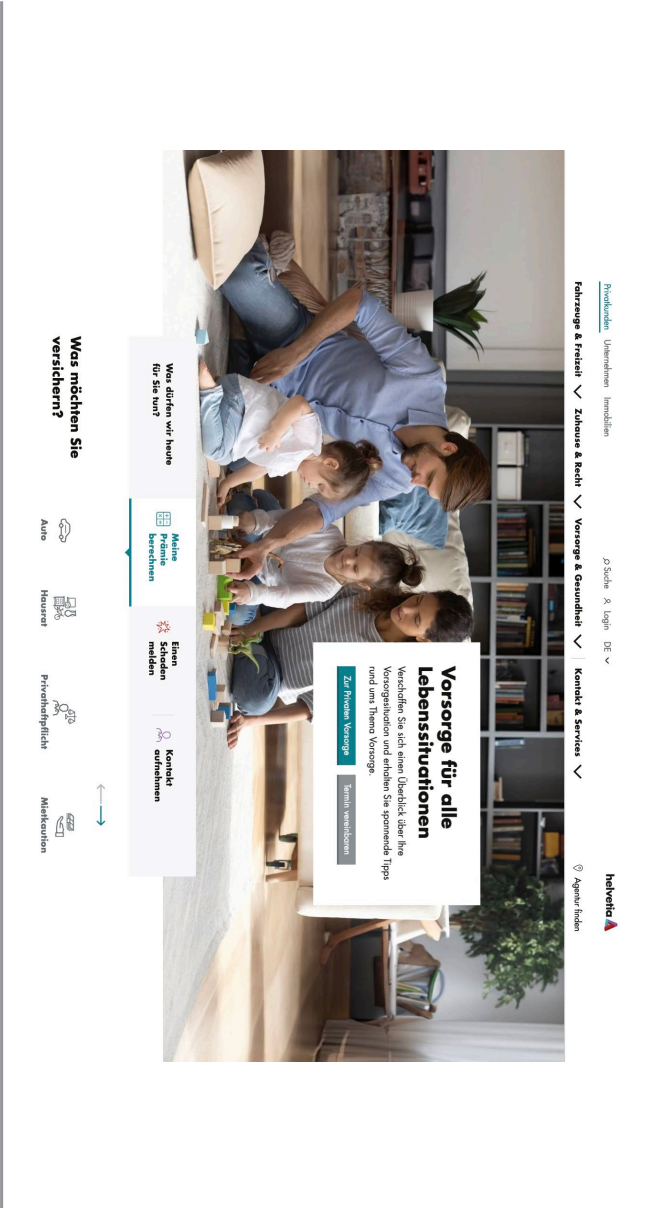 Privatkunden Unternehmen Immobilien
Suche Login DE
helvetia
Fahrzeuge & Freizeit Zuhause & Recht Vorsorge & Gesundheit Kontakt & Services
Agentur finden
Vorsorge für alle
Lebenssituationen
Verschaffen Sie sich einen Überblick über Ihre
Vorsorgesituation und erhalten Sie spannende Tipps
rund ums Thema Vorsorge.
Zur Privaten Vorsorge
Termin vereinbaren
Was dürfen wir heute
für Sie tun?
Meine
Prämie
berechnen
Einen
Schaden
melden
Kontakt
aufnehmen
Was möchten Sie
versichern?
Auto
Hausrat
Privathaftpflicht
Mietkaution